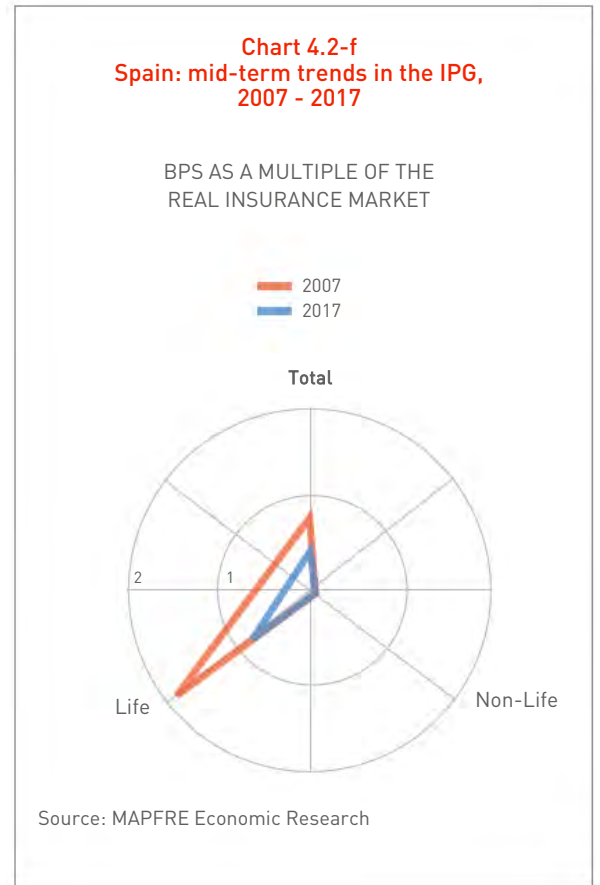 Chart 4.2-f
Spain: mid-term trends in the IPG,
2007 - 2017
BPS AS A MULTIPLE OF THE
REAL INSURANCE MARKET
2007
2017
Total
2
1
Life
Non-Life
Source: MAPFRE Economic Research